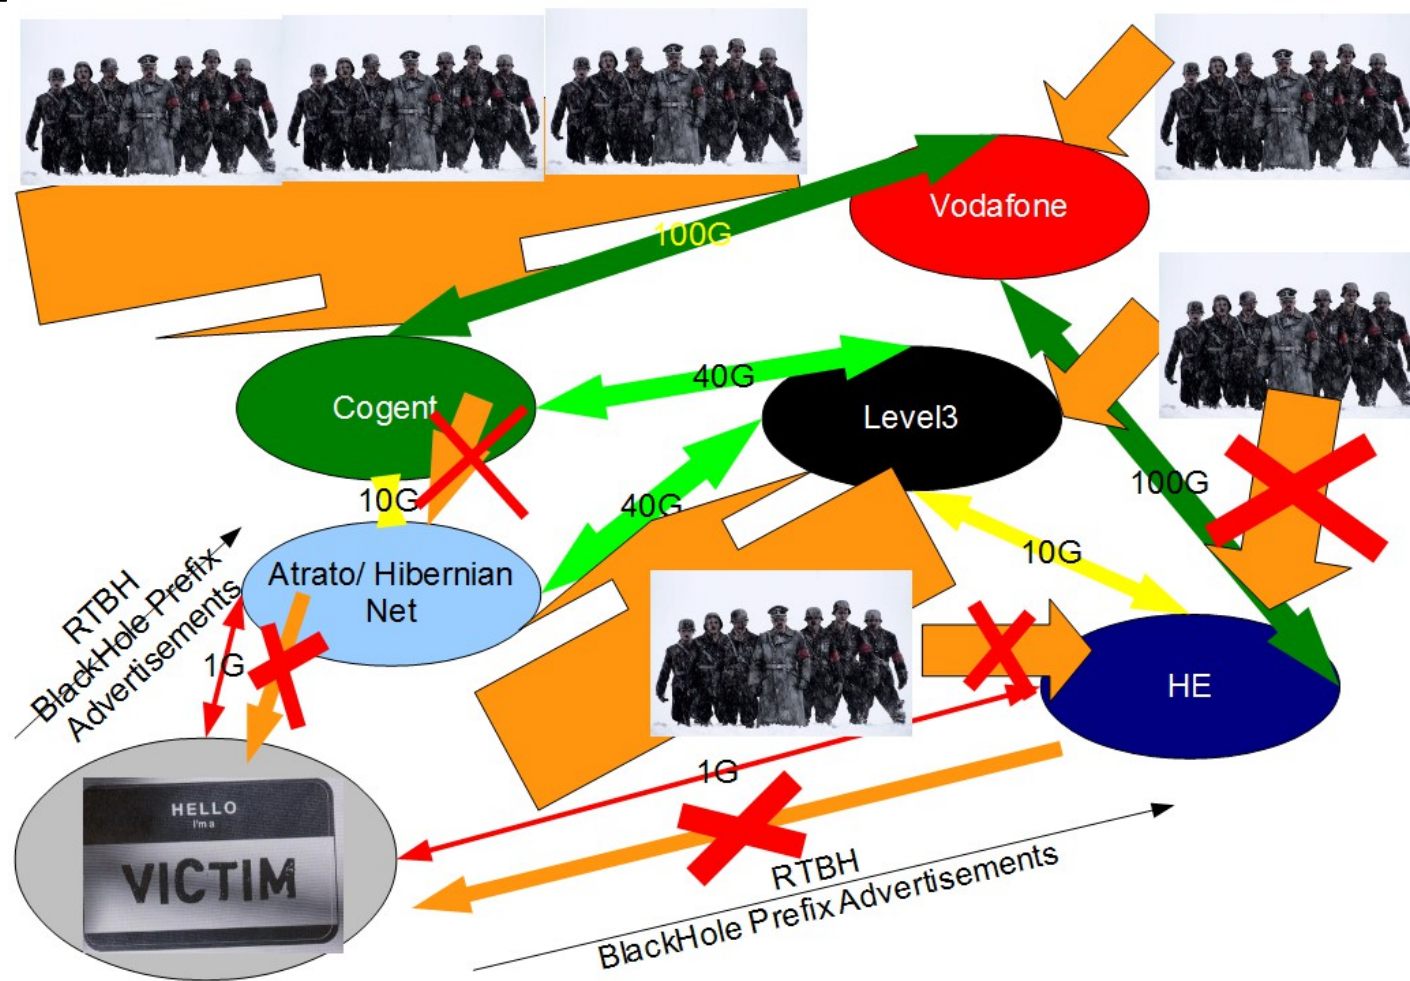 Vodafone
100G
40G
Cogent
Level3
10G
40G
100G
10G
Atrato/ Hibernian
Net
RTBH
BlackHole Prefix
Advertisements
1G
HE
1G
HELLO
I'm a
VICTIM
RTBH
BlackHole Prefix Advertisements